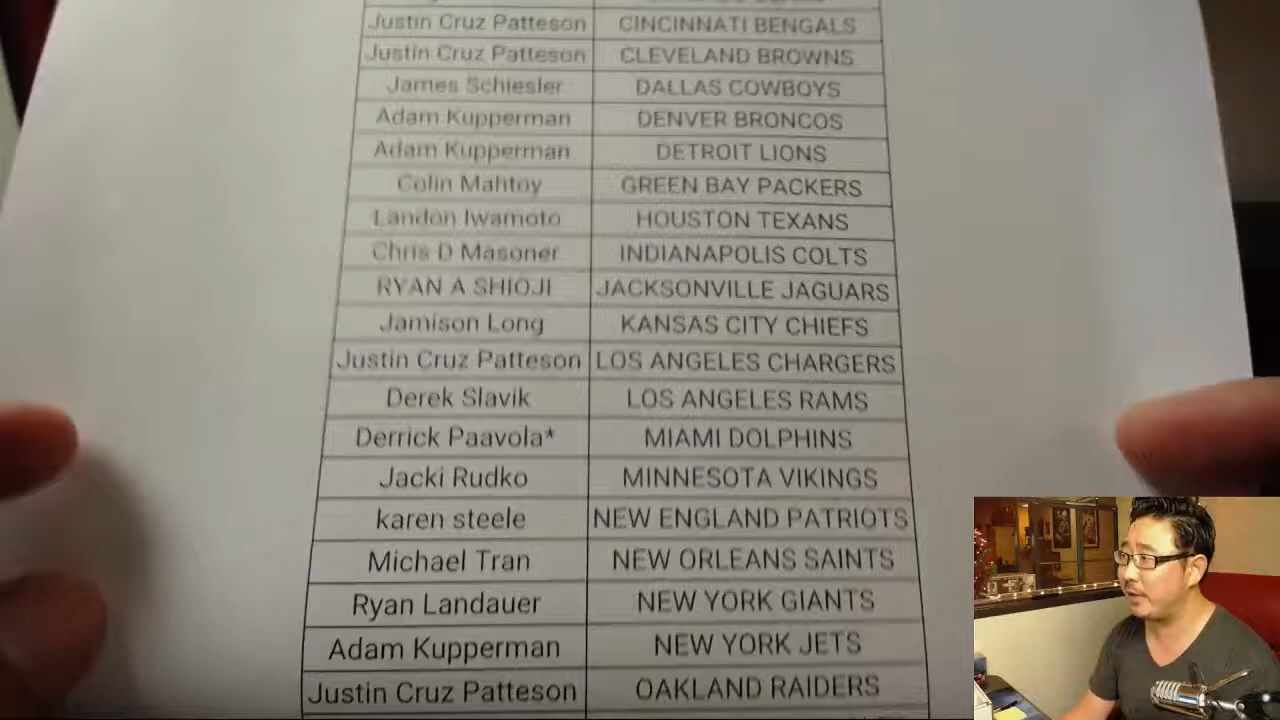 Justin Cruz Patteson CINCINNATI BENGALS
Justin Cruz Patteson CLEVELAND BROWNS
James Schiesler DALLAS COWBOYS
Adam Kupperman DENVER BRONCOS
Adam Kupperman DETROIT LIONS
Colin Mahtoy GREEN BAY PACKERS
Landon Iwamoto HOUSTON TEXANS
Chris D Masoner INDIANAPOLIS COLTS
RYAN A SHIOJI JACKSONVILLE JAGUARS
Jamison Long KANSAS CITY CHIEFS
Justin Cruz Patteson LOS ANGELES CHARGERS
Derek Slavik LOS ANGELES RAMS
Derrick Paavola* MIAMI DOLPHINS
Jacki Rudko MINNESOTA VIKINGS
karen steele NEW ENGLAND PATRIOTS
Michael Tran NEW ORLEANS SAINTS
Ryan Landauer NEW YORK GIANTS
Adam Kupperman NEW YORK JETS
Justin Cruz Patteson OAKLAND RAIDERS